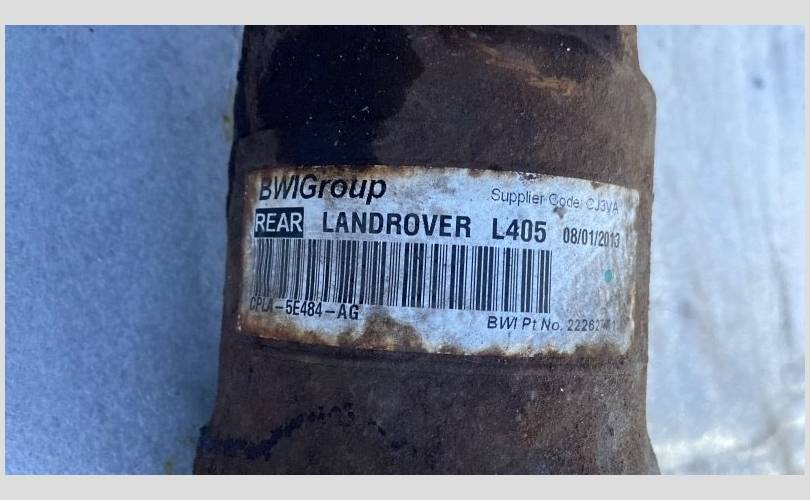 BWIGroup
Supplier Code: CJ3VA
REAR LANDROVER L405 08/01/2013
CPLA-5E484-AG
BWI Pt No.